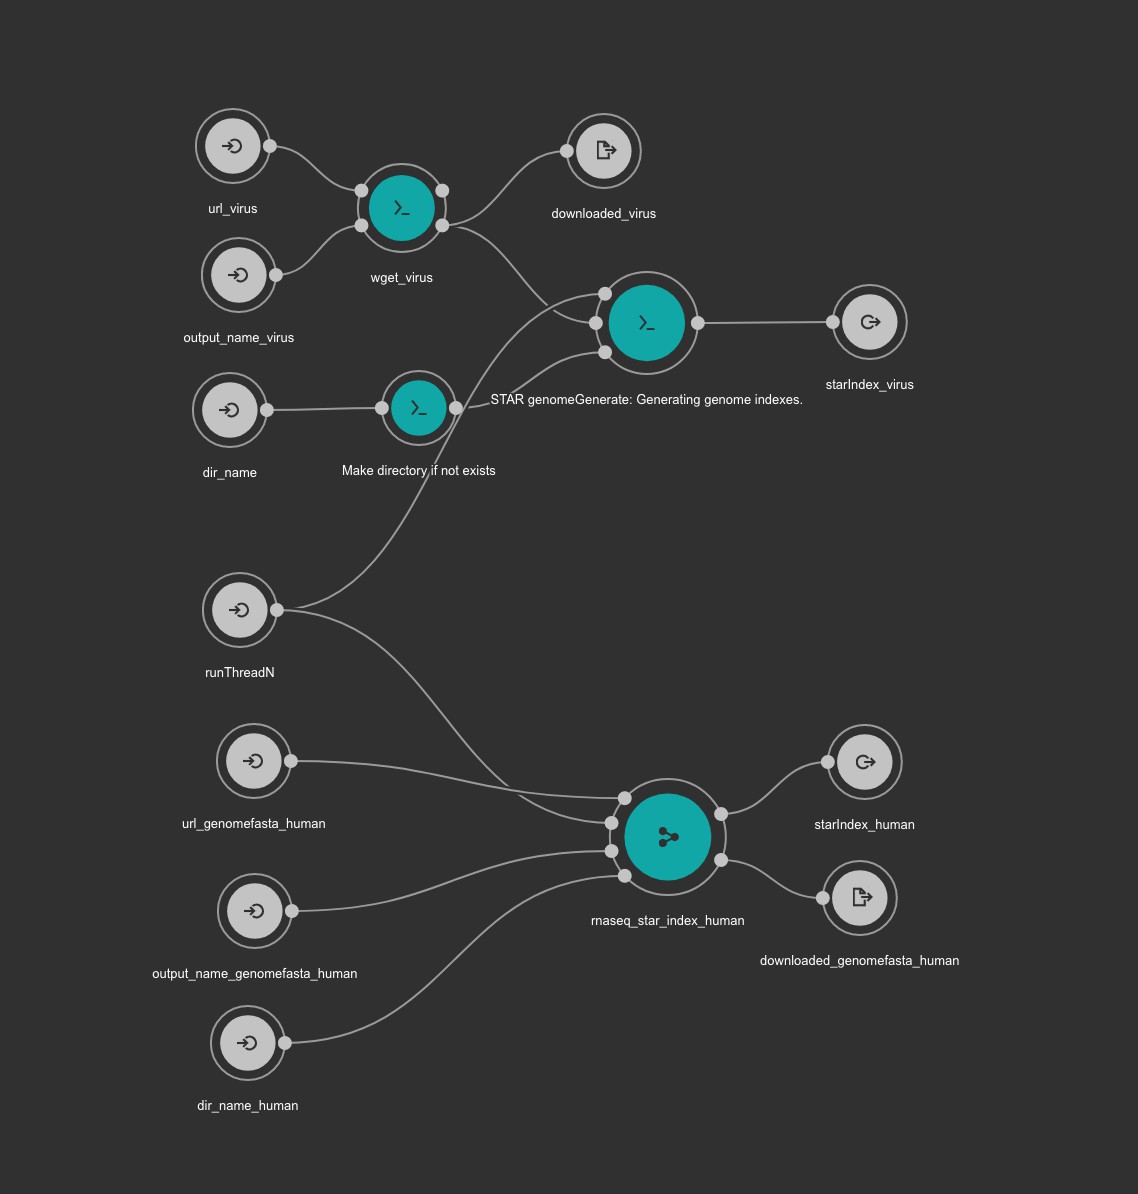 url_virus
downloaded_virus
wget_virus
output_name_virus
starIndex_virus
STAR genomeGenerate: Generating genome indexes.
dir_name
Make directory if not exists
runThreadN
url_genomefasta_human
starIndex_human
rnaseq_star_index_human
downloaded_genomefasta_human
output_name_genomefasta_human
dir_name_human